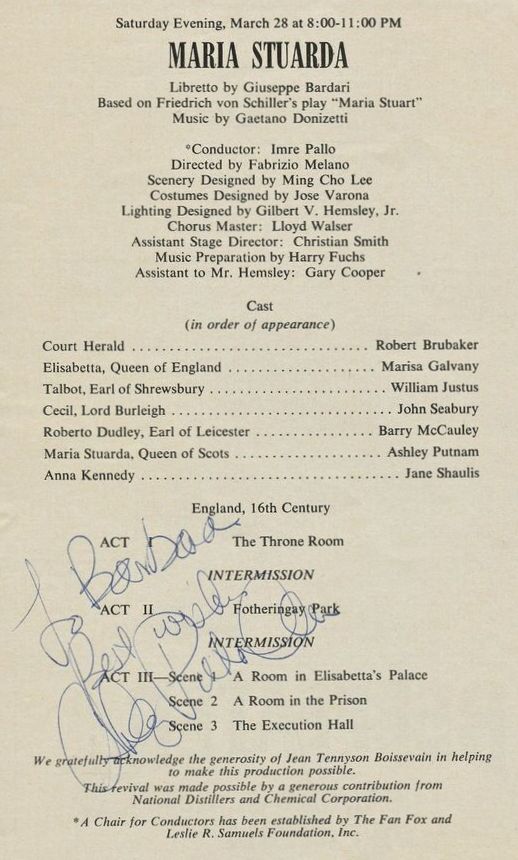 Saturday Evening, March 28 at 8:00-11:00 PM
MARIA STUARDA
Libretto by Giuseppe Bardari
Based on Friedrich von Schiller's play "Maria Stuart"
Music by Gaetano Donizetti
*Conductor: Imre Pallo
Directed by Fabrizio Melano
Scenery Designed by Ming Cho Lee
Costumes Designed by Jose Varona
Lighting Designed by Gilbert V. Hemsley, Jr.
Chorus Master: Lloyd Walser
Assistant Stage Director: Christian Smith
Music Preparation by Harry Fuchs
Assistant to Mr. Hemsley: Gary Cooper
Cast
(in order of appearance)
Court Herald ................................ Robert Brubaker
Elisabetta, Queen of England .................... Marisa Galvany
Talbot, Earl of Shrewsbury ........................ William Justus
Cecil, Lord Burleigh .............................. John Seabury
Roberto Dudley, Earl of Leicester ................ Barry McCauley
Maria Stuarda, Queen of Scots ................... Ashley Putnam
Anna Kennedy ................................... Jane Shaulis
England, 16th Century
ACT I The Throne Room
INTERMISSION
ACT II Fotheringay Park
INTERMISSION
ACT III—Scene 1 A Room in Elisabetta's Palace
Scene 2 A Room in the Prison
Scene 3 The Execution Hall
To Barbara
Best wishes
Ashley Putnam
We gratefully acknowledge the generosity of Jean Tennyson Boissevain in helping
to make this production possible.
This revival was made possible by a generous contribution from
National Distillers and Chemical Corporation.
*A Chair for Conductors has been established by The Fan Fox and
Leslie R. Samuels Foundation, Inc.